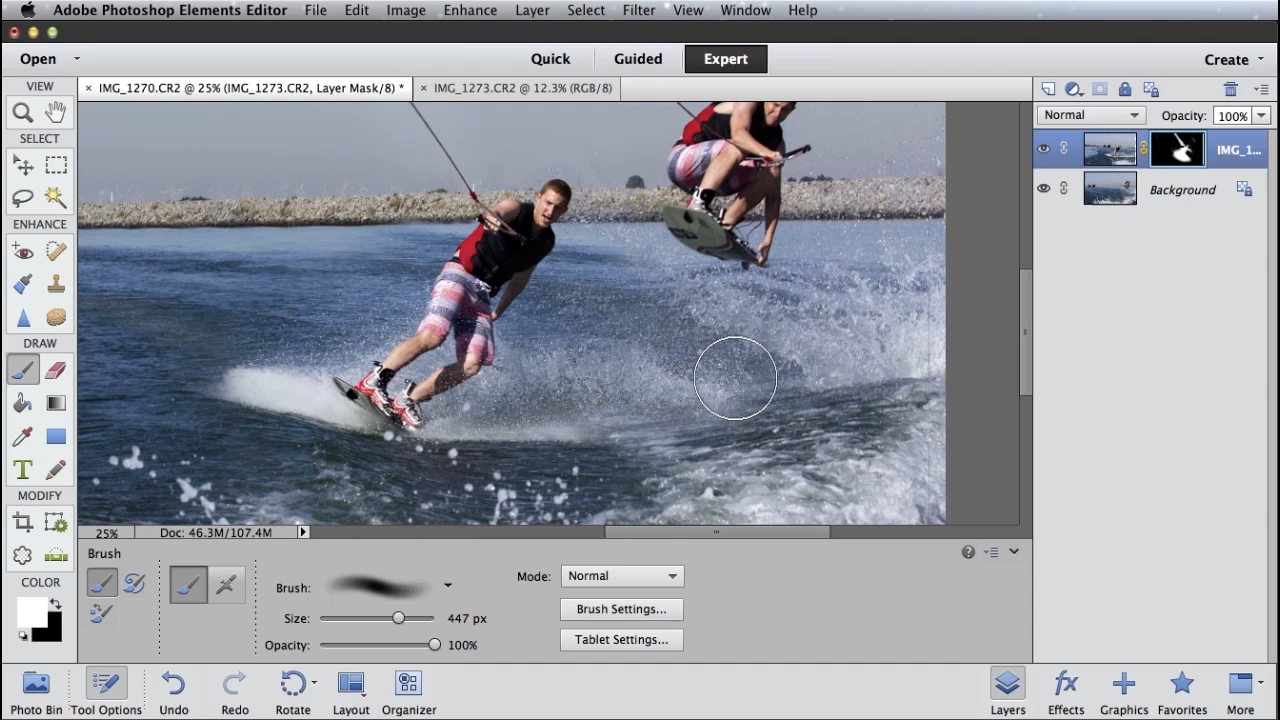 Adobe Photoshop Elements Editor File Edit Image Enhance Layer Select Filter View Window Help
Open Quick Guided Expert Create
VIEW
× IMG_1270.CR2 @ 25% (IMG_1273.CR2, Layer Mask/8) * × IMG_1273.CR2 @ 12.3% (RGB/8)
Normal Opacity: 100%
SELECT
IMG_1...
Background
ENHANCE
DRAW
T
MODIFY
25% Doc: 46.3M/107.4M
Brush
COLOR
Brush: Mode: Normal
Size: 447 px Brush Settings...
Opacity: 100% Tablet Settings...
Photo Bin Tool Options Undo Redo Rotate Layout Organizer Layers Effects Graphics Favorites More